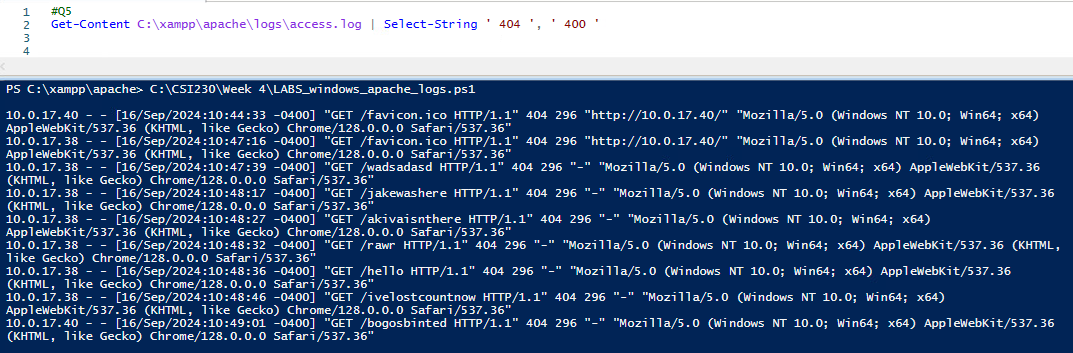 1 #Q5
2 Get-Content C:\xampp\apache\logs\access.log | Select-String ' 404 ', ' 400 '
3
4
PS C:\xampp\apache> C:\CSI230\Week 4\LABS_windows_apache_logs.ps1
10.0.17.40 - - [16/Sep/2024:10:44:33 -0400] "GET /favicon.ico HTTP/1.1" 404 296 "http://10.0.17.40/" "Mozilla/5.0 (Windows NT 10.0; Win64; x64)
AppleWebKit/537.36 (KHTML, like Gecko) Chrome/128.0.0.0 Safari/537.36"
10.0.17.38 - - [16/Sep/2024:10:47:16 -0400] "GET /favicon.ico HTTP/1.1" 404 296 "http://10.0.17.40/" "Mozilla/5.0 (Windows NT 10.0; Win64; x64)
AppleWebKit/537.36 (KHTML, like Gecko) Chrome/128.0.0.0 Safari/537.36"
10.0.17.38 - - [16/Sep/2024:10:47:39 -0400] "GET /wadsadasd HTTP/1.1" 404 296 "-" "Mozilla/5.0 (Windows NT 10.0; Win64; x64) AppleWebKit/537.36
(KHTML, like Gecko) Chrome/128.0.0.0 Safari/537.36"
10.0.17.38 - - [16/Sep/2024:10:48:17 -0400] "GET /jakewashere HTTP/1.1" 404 296 "-" "Mozilla/5.0 (Windows NT 10.0; Win64; x64) AppleWebKit/537.36
(KHTML, like Gecko) Chrome/128.0.0.0 Safari/537.36"
10.0.17.38 - - [16/Sep/2024:10:48:27 -0400] "GET /akivaisnthere HTTP/1.1" 404 296 "-" "Mozilla/5.0 (Windows NT 10.0; Win64; x64)
AppleWebKit/537.36 (KHTML, like Gecko) Chrome/128.0.0.0 Safari/537.36"
10.0.17.38 - - [16/Sep/2024:10:48:32 -0400] "GET /rawr HTTP/1.1" 404 296 "-" "Mozilla/5.0 (Windows NT 10.0; Win64; x64) AppleWebKit/537.36 (KHTML,
like Gecko) Chrome/128.0.0.0 Safari/537.36"
10.0.17.38 - - [16/Sep/2024:10:48:36 -0400] "GET /hello HTTP/1.1" 404 296 "-" "Mozilla/5.0 (Windows NT 10.0; Win64; x64) AppleWebKit/537.36
(KHTML, like Gecko) Chrome/128.0.0.0 Safari/537.36"
10.0.17.38 - - [16/Sep/2024:10:48:46 -0400] "GET /ivelostcountnow HTTP/1.1" 404 296 "-" "Mozilla/5.0 (Windows NT 10.0; Win64; x64)
AppleWebKit/537.36 (KHTML, like Gecko) Chrome/128.0.0.0 Safari/537.36"
10.0.17.40 - - [16/Sep/2024:10:49:01 -0400] "GET /bogosbinted HTTP/1.1" 404 296 "-" "Mozilla/5.0 (Windows NT 10.0; Win64; x64) AppleWebKit/537.36
(KHTML, like Gecko) Chrome/128.0.0.0 Safari/537.36"